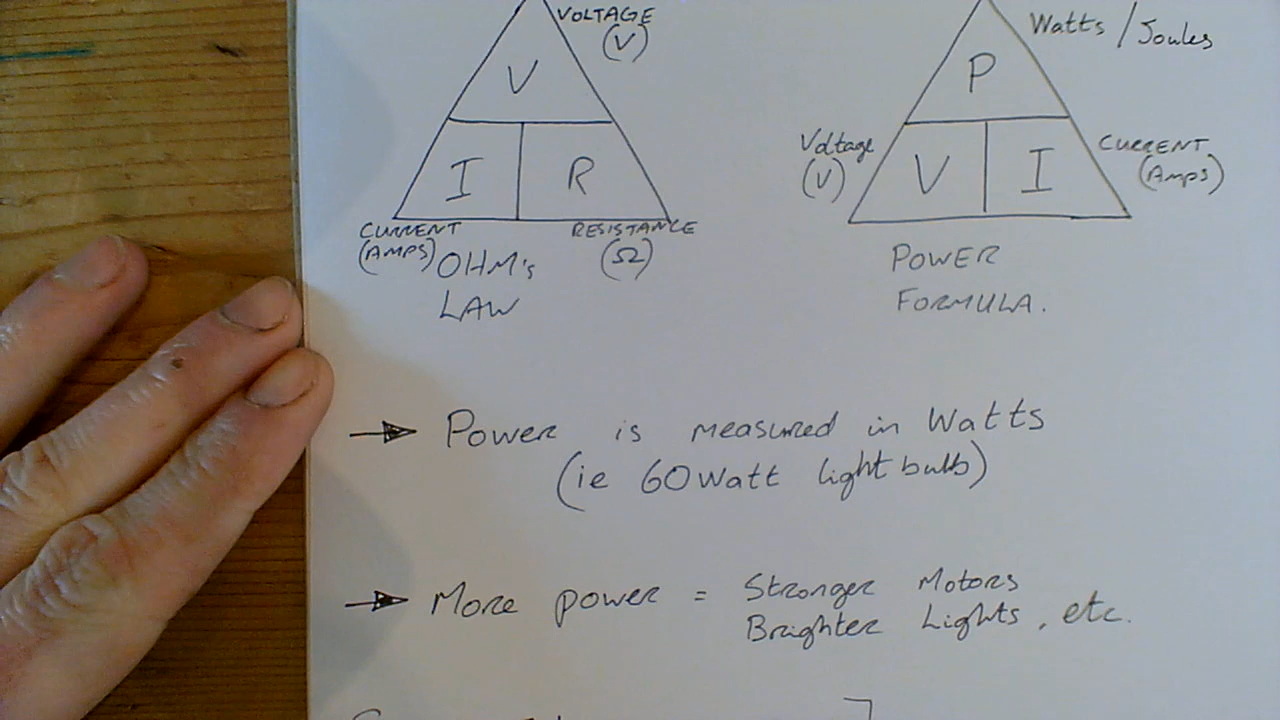 VOLTAGE
(V)
V
I
R
CURRENT
(AMPS)
RESISTANCE
(Ω)
OHM's
LAW
Watts / Joules
P
Voltage
(V)
V
I
CURRENT
(Amps)
POWER
FORMULA.
Power is measured in Watts
(ie 60 Watt light bulb)
More power = Stronger Motors
Brighter Lights, etc.